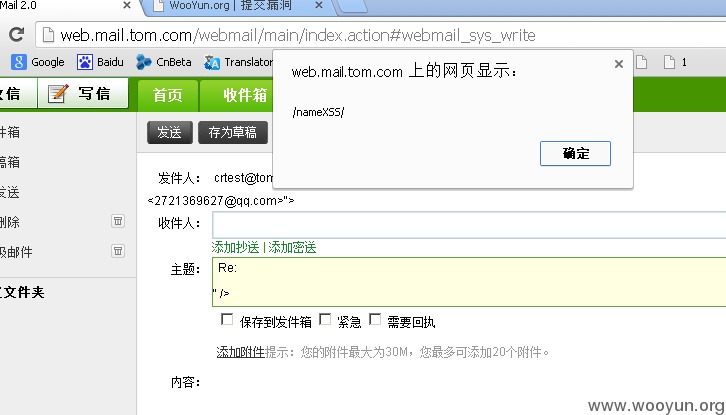 Mail 2.0
WooYun.org | 提交漏洞
web.mail.tom.com/webmail/main/index.action#webmail_sys_write
Google Baidu CnBeta Translator 1
web.mail.tom.com 上的网页显示：
/nameXSS/
确定
收信 写信 首页 收件箱
件箱
稿箱
发送
删除
圾邮件
文件夹
发送 存为草稿
发件人： crtest@tom
<2721369627@qq.com>">
收件人：
添加抄送 | 添加密送
主题： Re:
" />
保存到发件箱 紧急 需要回执
添加附件提示：您的附件最大为30M，您最多可添加20个附件。
内容：
www.wooyun.org